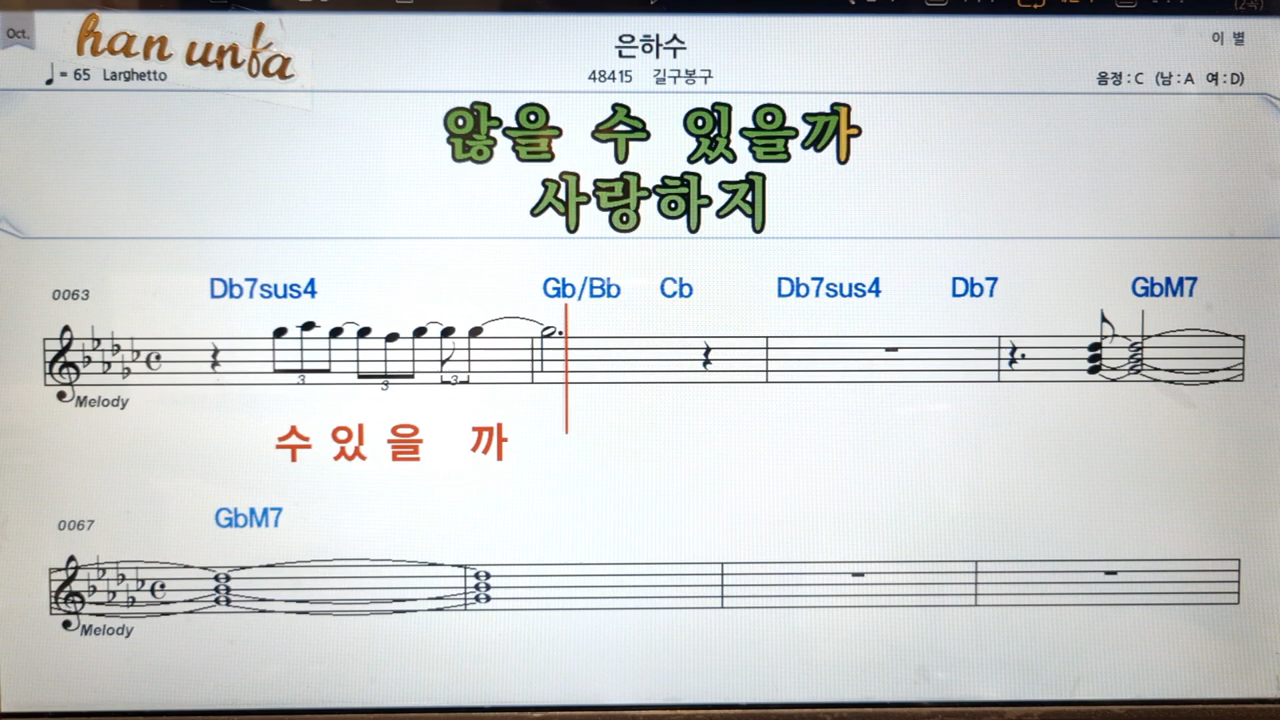 Oct.
han unfa
♩= 65 Larghetto
은하수
48415 길구봉구
이 별
음정 : C (남 : A 여 : D)
않을 수 있을까
사랑하지
0063 Db7sus4 Gb/Bb Cb Db7sus4 Db7 GbM7
3 3 3
Melody
수 있 을 까
0067 GbM7
Melody